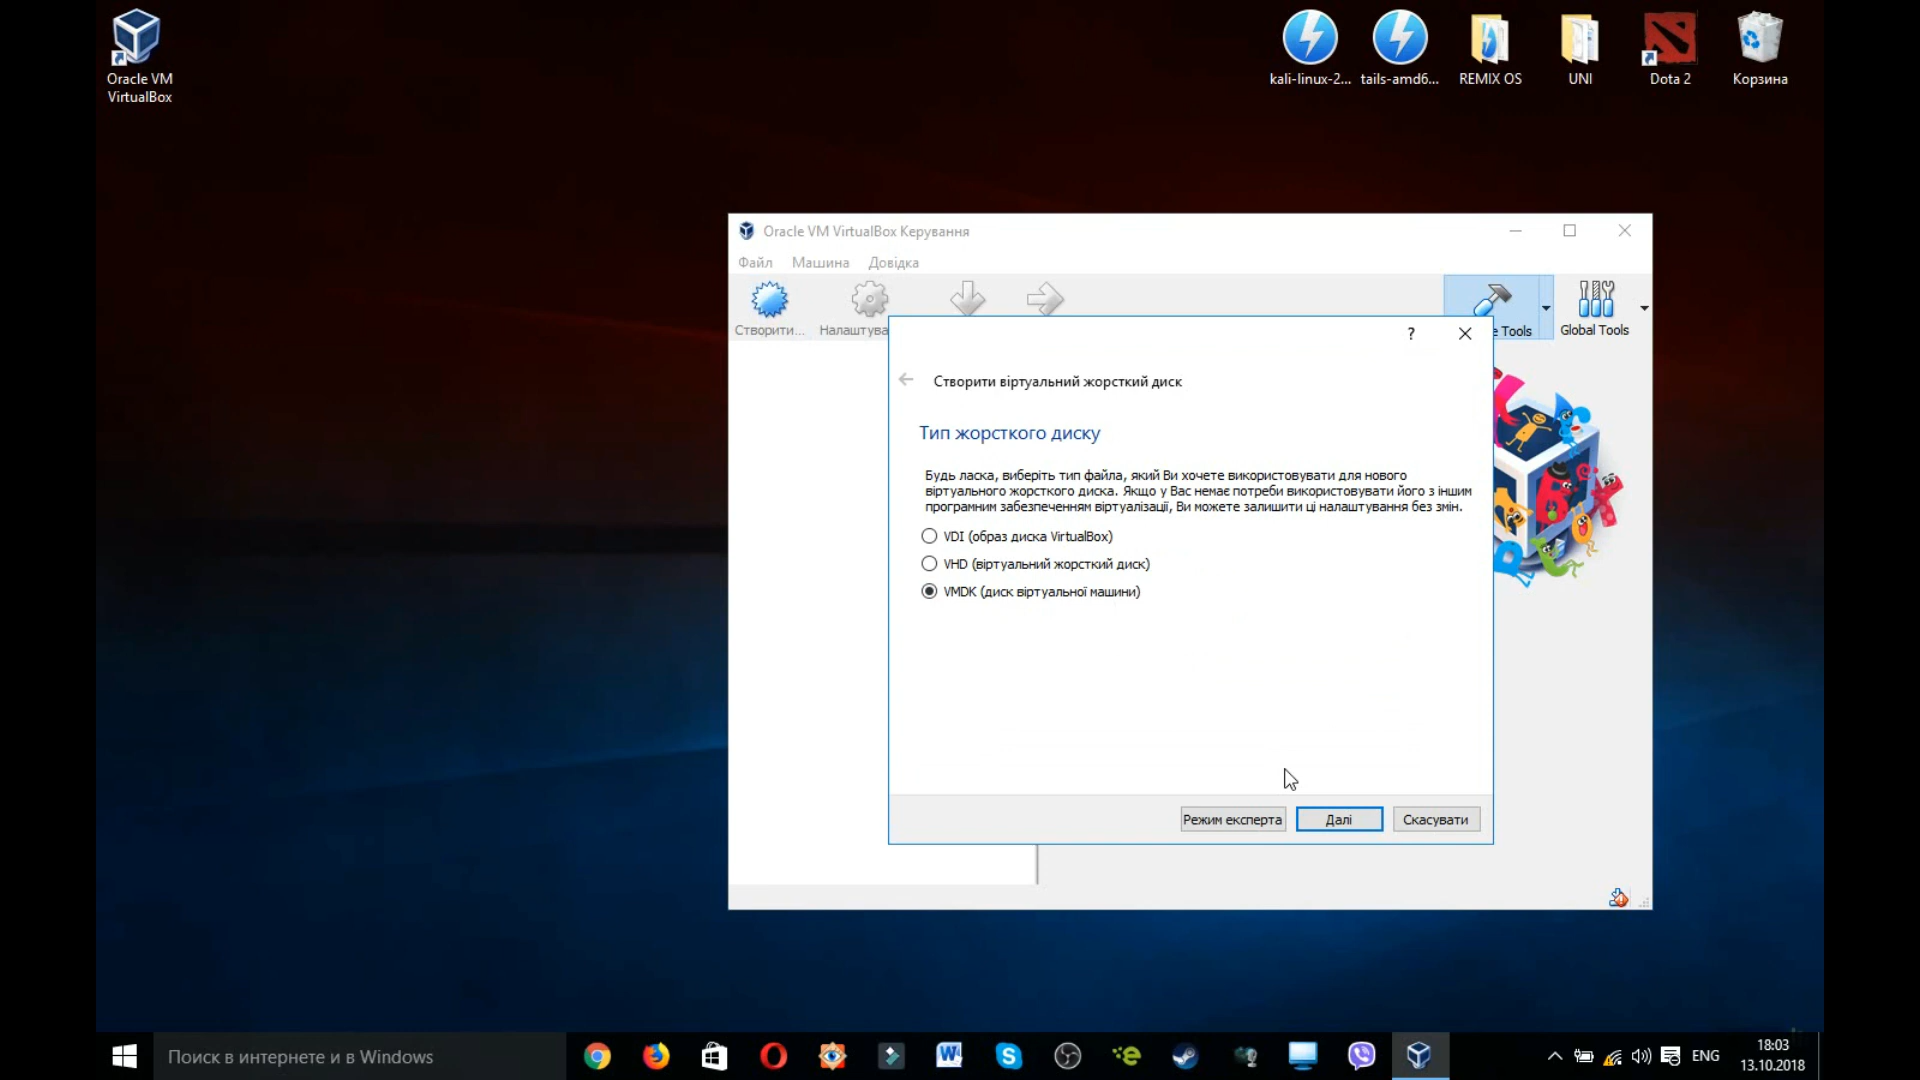 Oracle VM
VirtualBox
kali-linux-2...
tails-amd6...
REMIX OS
UNI
Dota 2
Корзина
Oracle VM VirtualBox Керування
Файл Машина Довідка
Створити...
Global Tools
Tools
Створити віртуальний жорсткий диск
Тип жорсткого диску
Будь ласка, виберіть тип файла, який Ви хочете використовувати для нового
віртуального жорсткого диска. Якщо у Вас немає потреби використовувати його з іншим
програмним забезпеченням віртуалізації, Ви можете залишити ці налаштування без змін.
VDI (образ диска VirtualBox)
VHD (віртуальний жорсткий диск)
VMDK (диск віртуальної машини)
Режим експерта
Далі
Скасувати
Поиск в интернете и в Windows
ENG
18:03
13.10.2018